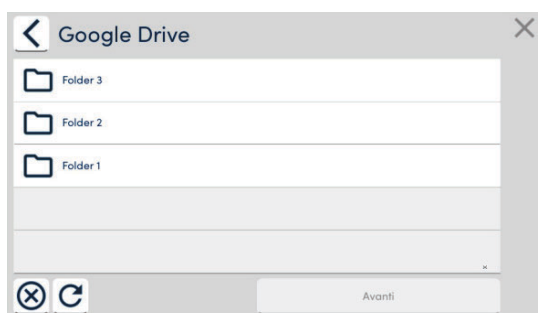 Google Drive
Folder 3
Folder 2
Folder 1
Avanti